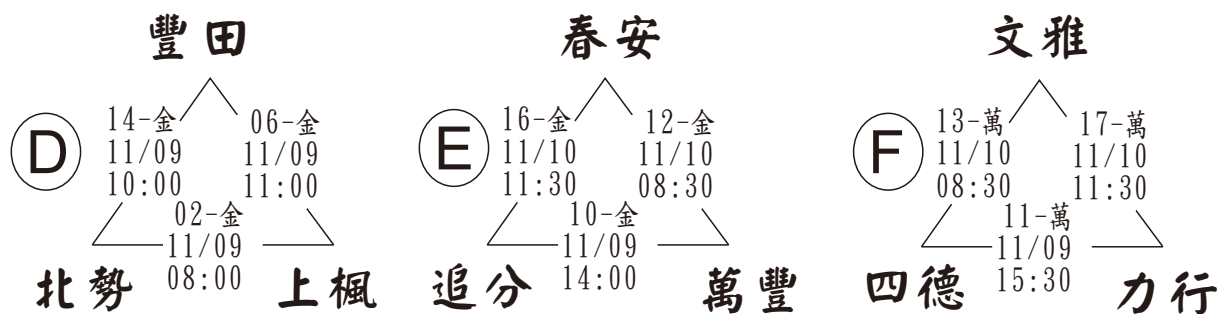 豐田
春安
文雅
D
14-金
11/09
10:00
06-金
11/09
11:00
02-金
11/09
08:00
北勢
上楓
E
16-金
11/10
11:30
12-金
11/10
08:30
10-金
11/09
14:00
追分
萬豐
F
13-萬
11/10
08:30
17-萬
11/10
11:30
11-萬
11/09
15:30
四德
力行